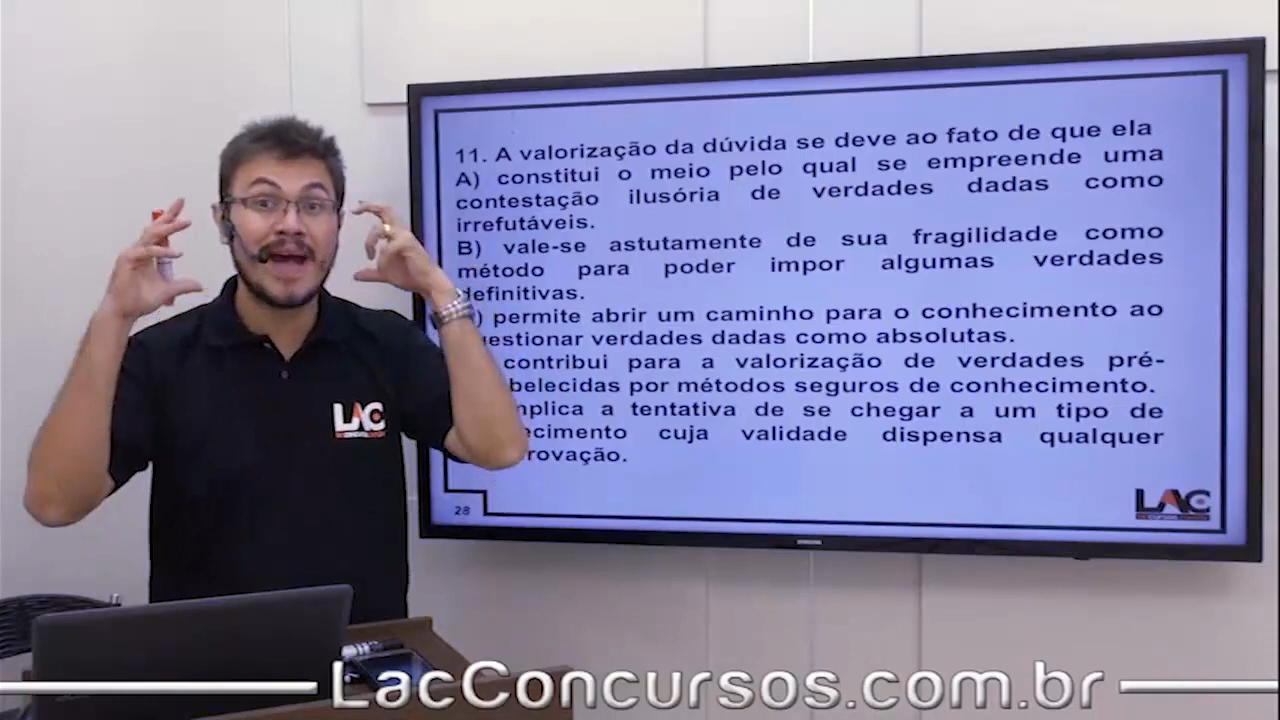 11. A valorização da dúvida se deve ao fato de que ela
A) constitui o meio pelo qual se empreende uma
contestação ilusória de verdades dadas como
irrefutáveis.
B) vale-se astutamente de sua fragilidade como
método para poder impor algumas verdades
definitivas.
) permite abrir um caminho para o conhecimento ao
estionar verdades dadas como absolutas.
contribui para a valorização de verdades pré-
belecidas por métodos seguros de conhecimento.
mplica a tentativa de se chegar a um tipo de
ecimento cuja validade dispensa qualquer
rovação.
28
LAC
LAC
LacConcursos.com.br